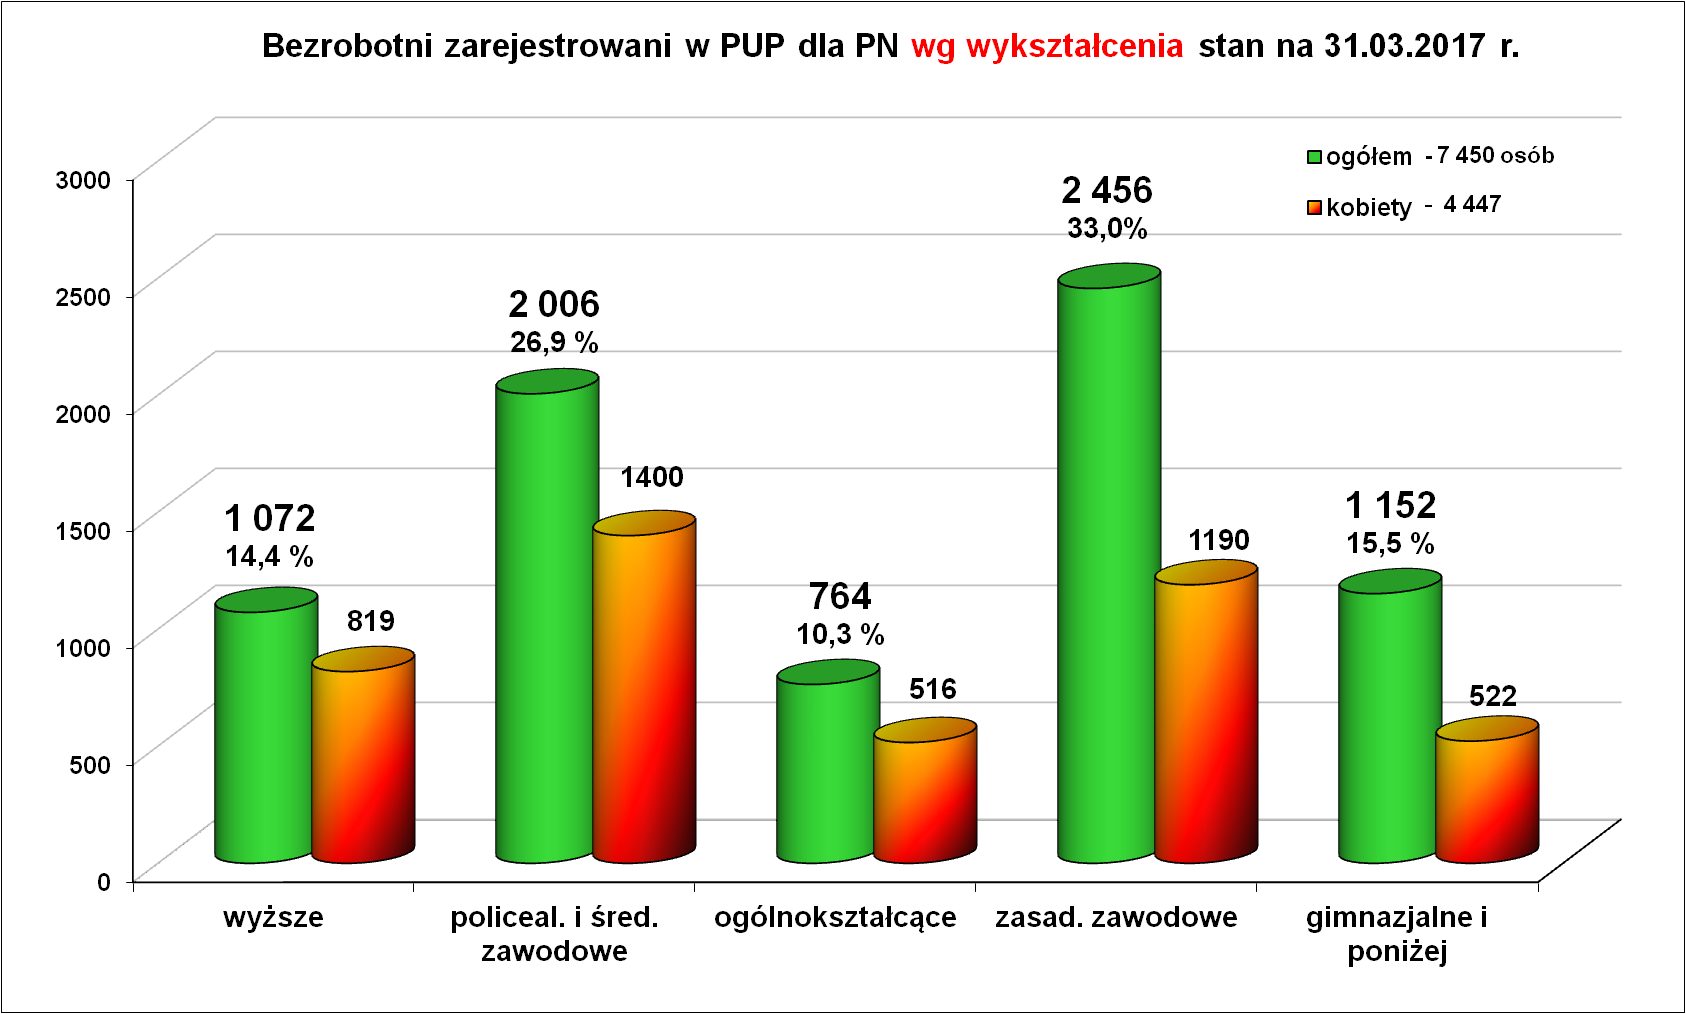 Bezrobotni zarejestrowani w PUP dla PN wg wykształcenia stan na 31.03.2017 r.
ogółem - 7 450 osób
kobiety - 4 447
3000
2500
2000
1500
1000
500
0
1 072
14,4 %
819
2 006
26,9 %
1400
764
10,3 %
516
2 456
33,0%
1190
1 152
15,5 %
522
wyższe
policeal. i śred.
zawodowe
ogólnokształcące
zasad. zawodowe
gimnazjalne i
poniżej